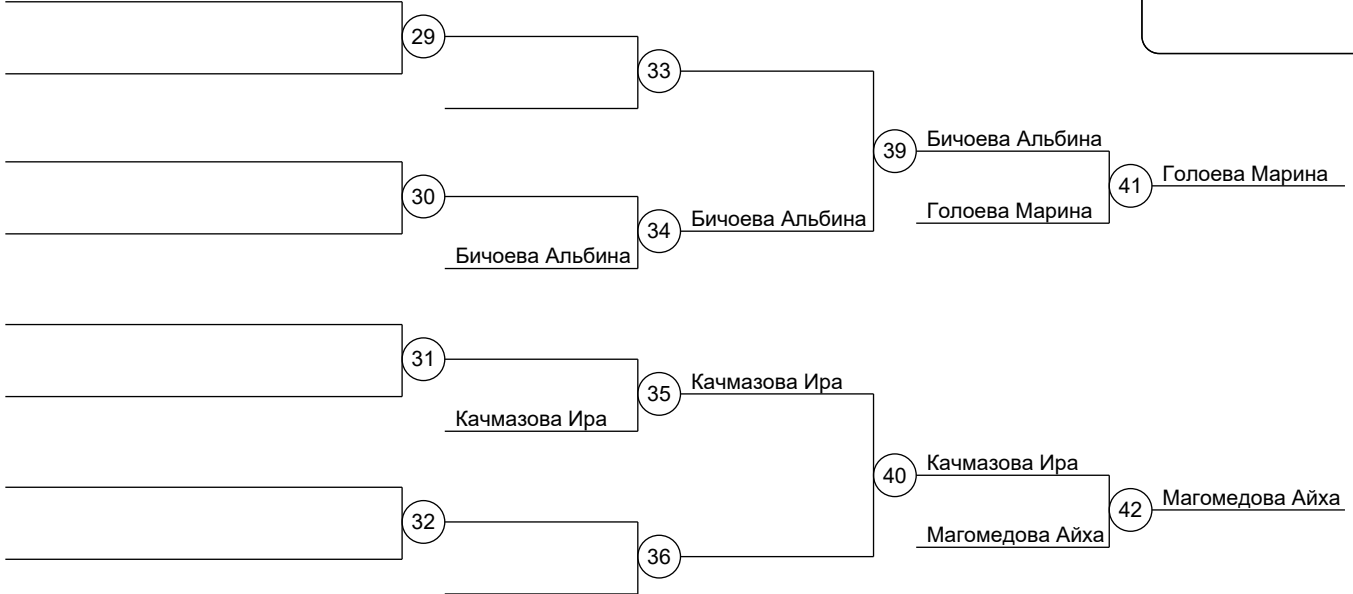 29
33
39
Бичоева Альбина
41
Голоева Марина
Голоева Марина
30
34
Бичоева Альбина
Бичоева Альбина
31
35
Качмазова Ира
Качмазова Ира
40
Качмазова Ира
42
Магомедова Айха
Магомедова Айха
32
36